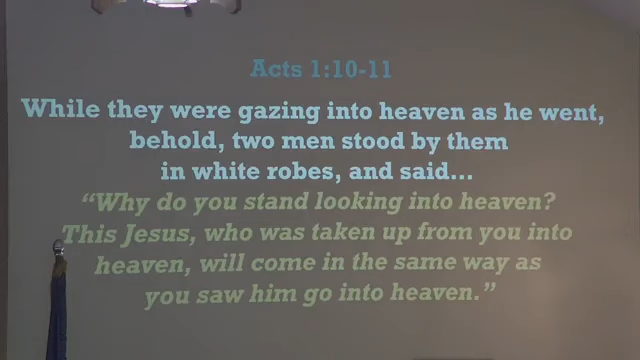 Acts 1:10-11
While they were gazing into heaven as he went,
behold, two men stood by them
in white robes, and said...
“Why do you stand looking into heaven?
This Jesus, who was taken up from you into
heaven, will come in the same way as
you saw him go into heaven.”